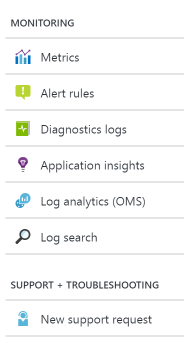 MONITORING
Metrics
Alert rules
Diagnostics logs
Application insights
Log analytics (OMS)
Log search
SUPPORT + TROUBLESHOOTING
New support request